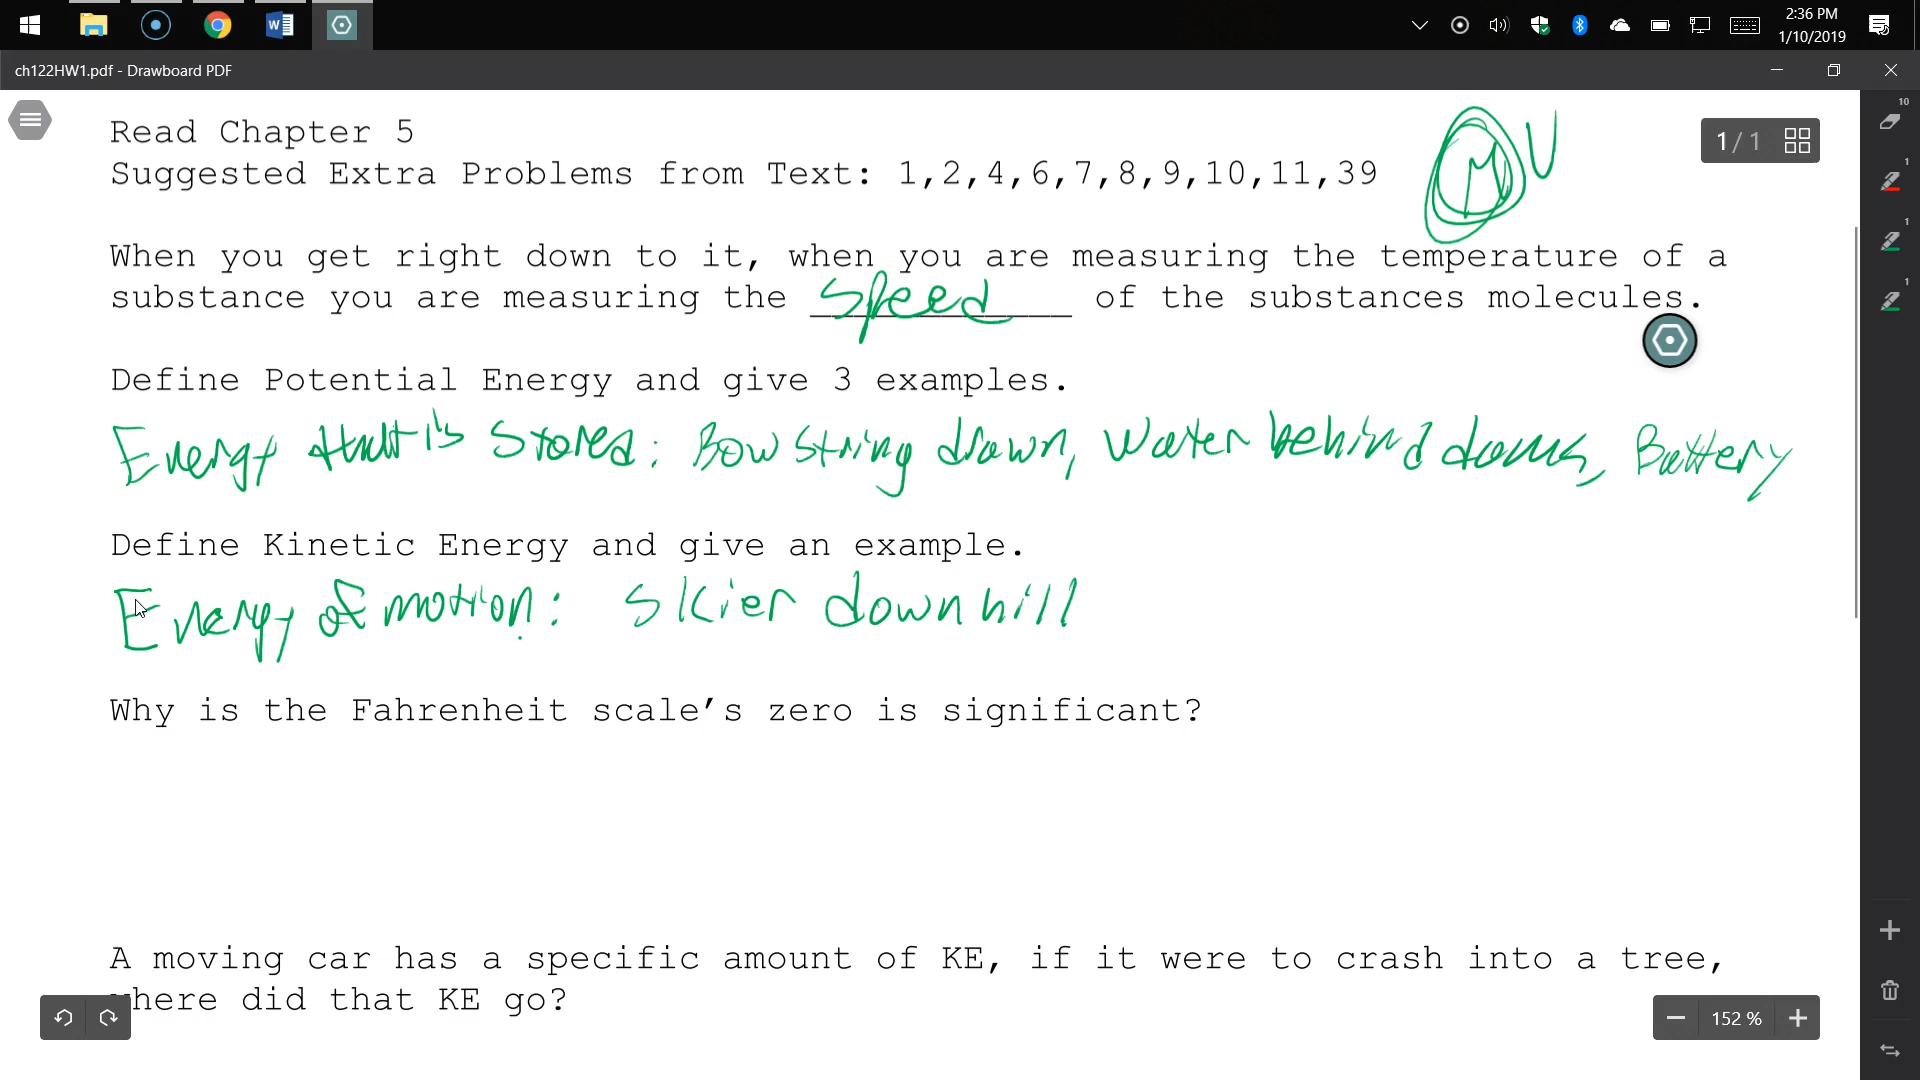 2:36 PM
1/10/2019
ch122HW1.pdf - Drawboard PDF
Read Chapter 5
Suggested Extra Problems from Text: 1,2,4,6,7,8,9,10,11,39
M U
1 / 1
10
1
1
1
When you get right down to it, when you are measuring the temperature of a
substance you are measuring the speed of the substances molecules.
Define Potential Energy and give 3 examples.
Energy that is stored: Bow string drawn, water behind dams, Battery
Define Kinetic Energy and give an example.
Energy of motion: Skier downhill
Why is the Fahrenheit scale's zero is significant?
A moving car has a specific amount of KE, if it were to crash into a tree,
where did that KE go?
152 %